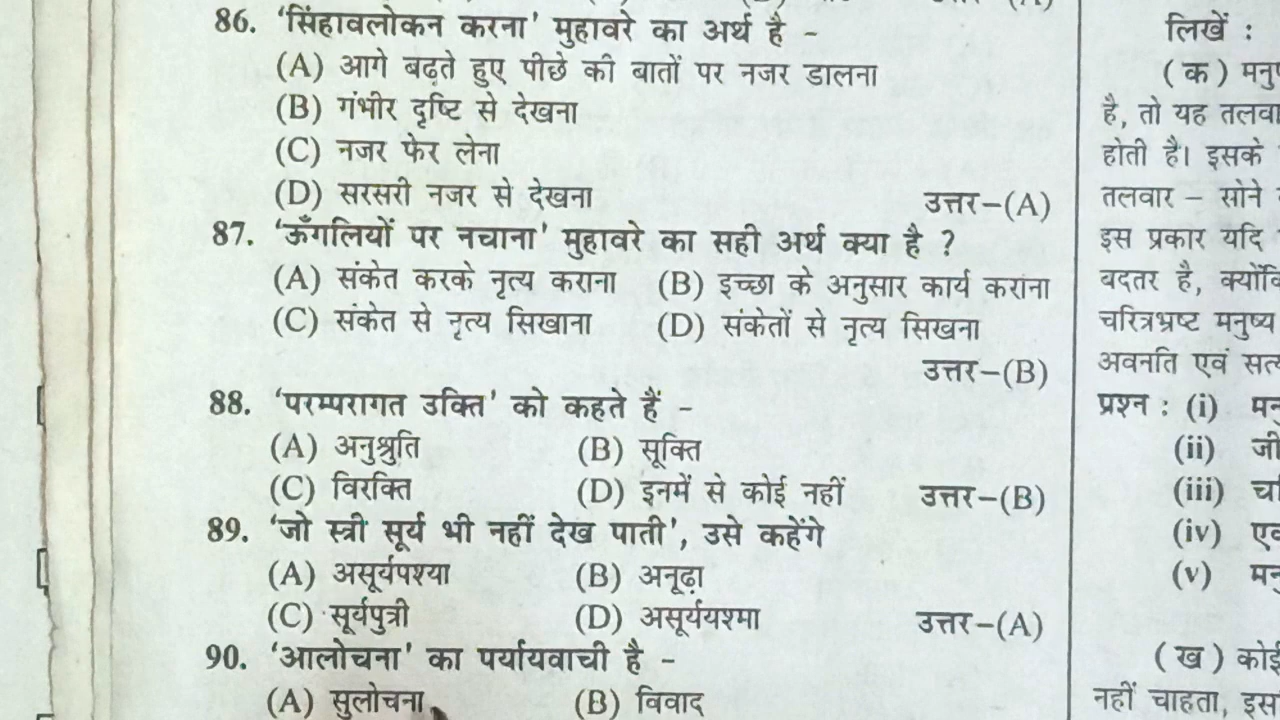 86. ‘सिंहावलोकन करना’ मुहावरे का अर्थ है –
(A) आगे बढ़ते हुए पीछे की बातों पर नजर डालना
(B) गंभीर दृष्टि से देखना
(C) नजर फेर लेना
(D) सरसरी नजर से देखना उत्तर–(A)
87. ‘ऊँगलियों पर नचाना’ मुहावरे का सही अर्थ क्या है ?
(A) संकेत करके नृत्य कराना (B) इच्छा के अनुसार कार्य कराना
(C) संकेत से नृत्य सिखाना (D) संकेतों से नृत्य सिखना
उत्तर–(B)
88. ‘परम्परागत उक्ति’ को कहते हैं –
(A) अनुश्रुति (B) सूक्ति
(C) विरक्ति (D) इनमें से कोई नहीं उत्तर–(B)
89. ‘जो स्त्री सूर्य भी नहीं देख पाती’, उसे कहेंगे
(A) असूर्यपश्या (B) अनूढ़ा
(C) सूर्यपुत्री (D) असूर्ययश्मा उत्तर–(A)
90. ‘आलोचना’ का पर्यायवाची है –
(A) सुलोचना (B) विवाद
लिखें :
(क)
है, तो यह
होती है। इसके
तलवार – सोने
इस प्रकार यदि
बदतर है,
चरित्रभ्रष्ट मनुष्य
अवनति एवं
प्रश्न : (i)
(ii)
(iii)
(iv)
(v)
(ख) कोई
नहीं चाहता, इस